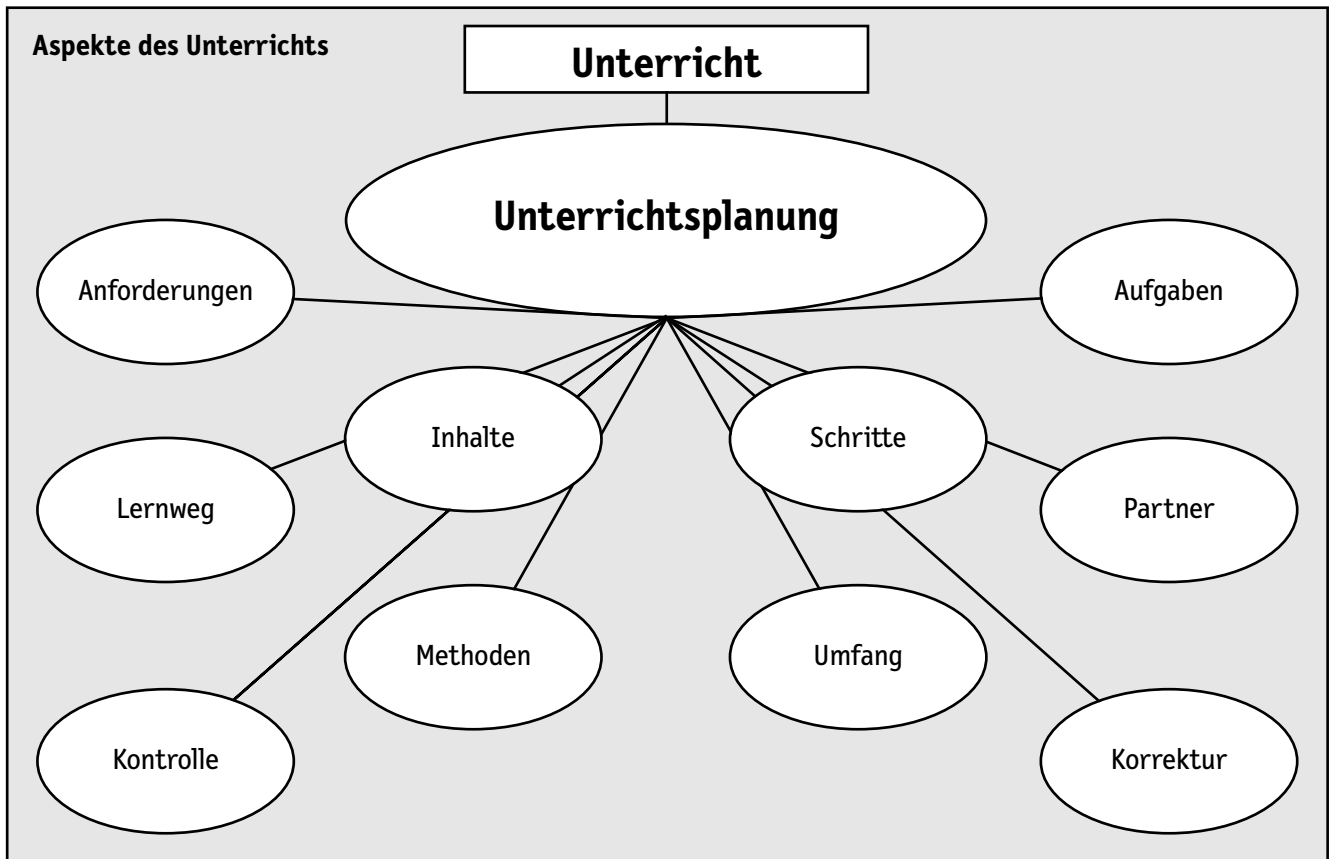 Aspekte des Unterrichts
Unterricht
Unterrichtsplanung
Anforderungen
Aufgaben
Inhalte
Schritte
Lernweg
Partner
Methoden
Umfang
Kontrolle
Korrektur